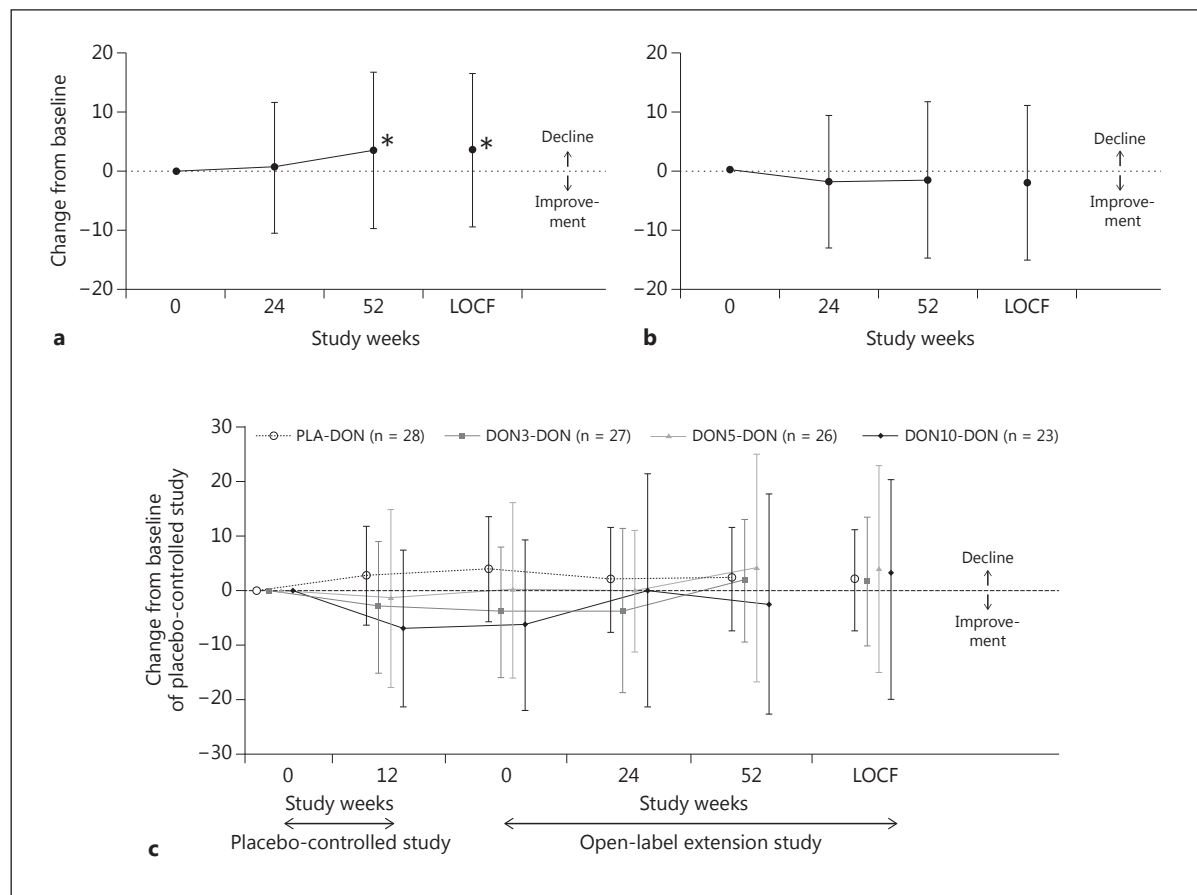 20
10
0
−10
−20
Change from baseline
*
*
Decline
Improve-
ment
0
24
52
LOCF
Study weeks
a
20
10
0
−10
−20
Decline
Improve-
ment
0
24
52
LOCF
Study weeks
b
30
20
10
0
−10
−20
−30
Change from baseline
of placebo-controlled study
PLA-DON (n = 28)
DON3-DON (n = 27)
DON5-DON (n = 26)
DON10-DON (n = 23)
Decline
Improve-
ment
0
12
0
24
52
LOCF
Study weeks
Study weeks
Placebo-controlled study
Open-label extension study
c